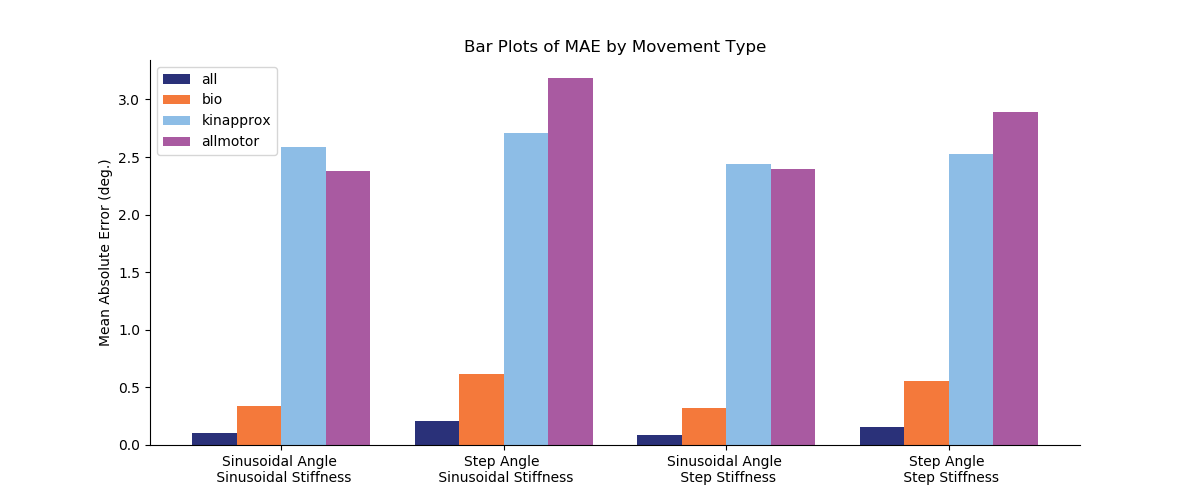 Bar Plots of MAE by Movement Type
all
bio
kinapprox
allmotor
Mean Absolute Error (deg.)
3.0
2.5
2.0
1.5
1.0
0.5
0.0
Sinusoidal Angle
Sinusoidal Stiffness
Step Angle
Sinusoidal Stiffness
Sinusoidal Angle
Step Stiffness
Step Angle
Step Stiffness